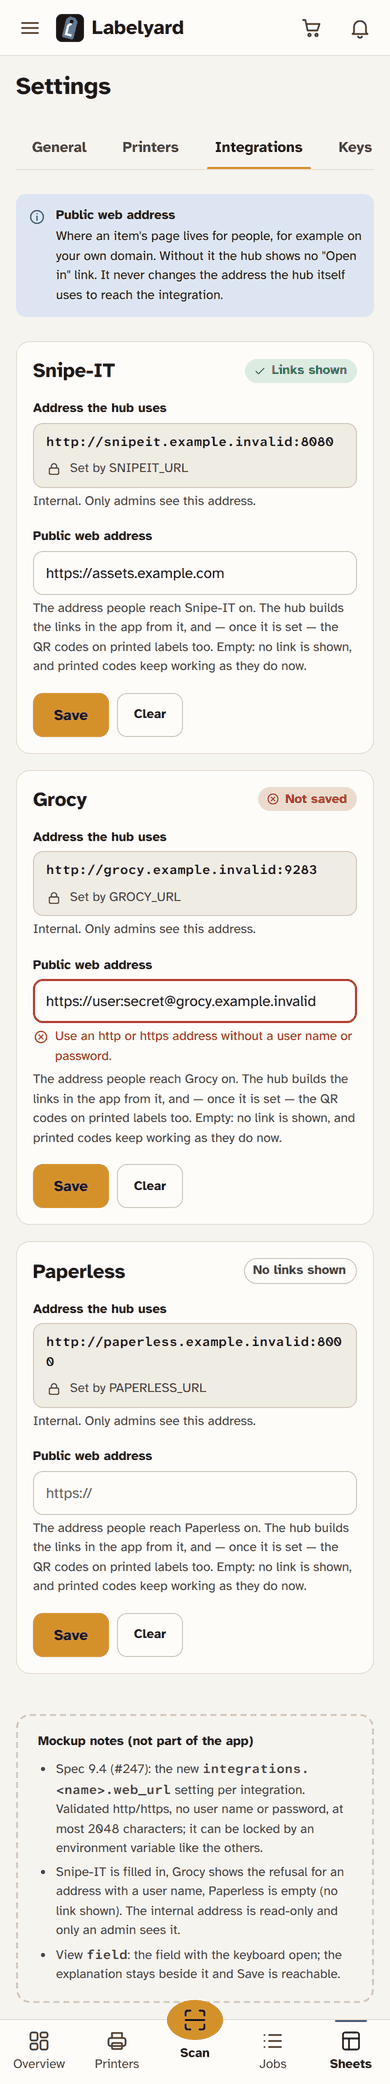 Labelyard
Settings
General Printers Integrations Keys
Public web address
Where an item's page lives for people, for example on
your own domain. Without it the hub shows no "Open
in" link. It never changes the address the hub itself
uses to reach the integration.
Snipe-IT
Links shown
Address the hub uses
http://snipeit.example.invalid:8080
Set by SNIPEIT_URL
Internal. Only admins see this address.
Public web address
https://assets.example.com
The address people reach Snipe-IT on. The hub builds
the links in the app from it, and — once it is set — the
QR codes on printed labels too. Empty: no link is shown,
and printed codes keep working as they do now.
Save Clear
Grocy
Not saved
Address the hub uses
http://grocy.example.invalid:9283
Set by GROCY_URL
Internal. Only admins see this address.
Public web address
https://user:secret@grocy.example.invalid
Use an http or https address without a user name or
password.
The address people reach Grocy on. The hub builds the
links in the app from it, and — once it is set — the QR
codes on printed labels too. Empty: no link is shown, and
printed codes keep working as they do now.
Save Clear
Paperless
No links shown
Address the hub uses
http://paperless.example.invalid:800
0
Set by PAPERLESS_URL
Internal. Only admins see this address.
Public web address
https://
The address people reach Paperless on. The hub builds
the links in the app from it, and — once it is set — the
QR codes on printed labels too. Empty: no link is shown,
and printed codes keep working as they do now.
Save Clear
Mockup notes (not part of the app)
• Spec 9.4 (#247): the new integrations.
<name>.web_url setting per integration.
Validated http/https, no user name or password, at
most 2048 characters; it can be locked by an
environment variable like the others.
• Snipe-IT is filled in, Grocy shows the refusal for an
address with a user name, Paperless is empty (no
link shown). The internal address is read-only and
only an admin sees it.
• View field: the field with the keyboard open; the
explanation stays beside it and Save is reachable.
Overview Printers Scan Jobs Sheets